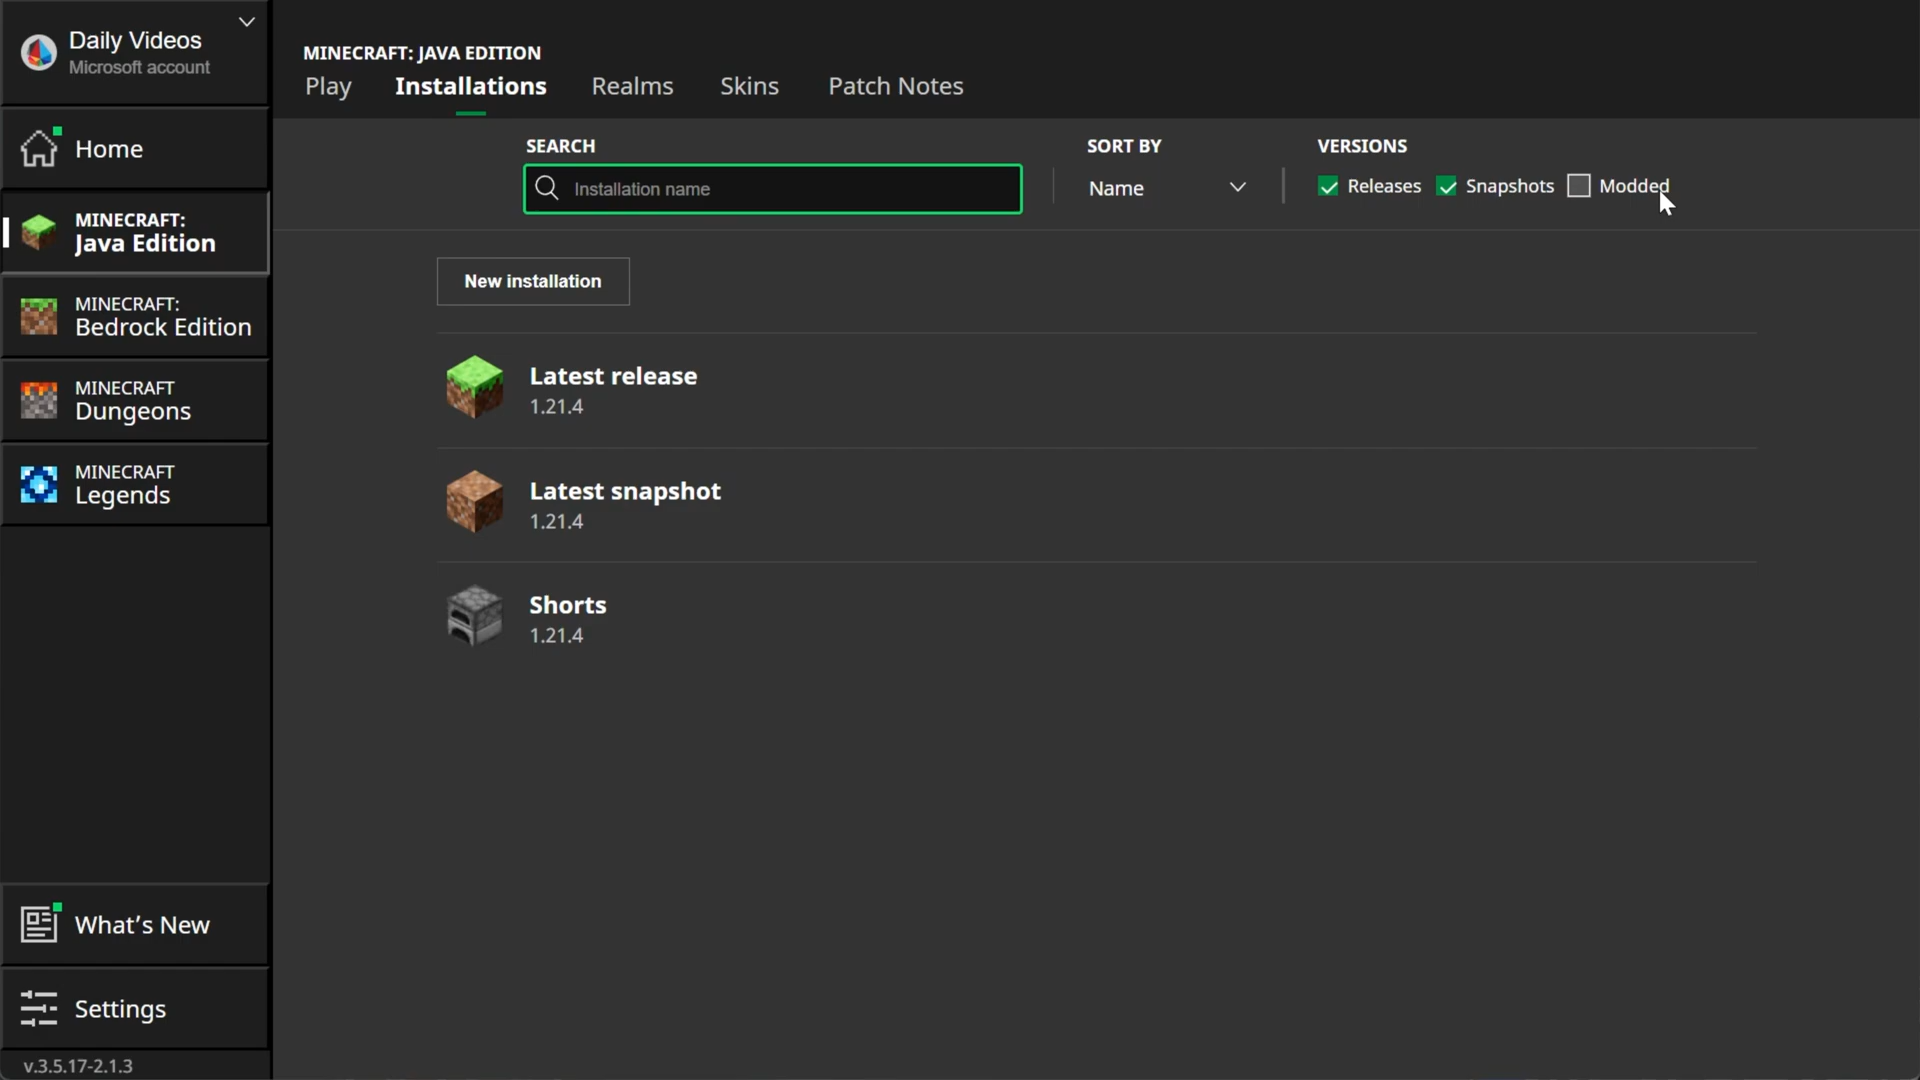 Daily Videos
Microsoft account
Home
MINECRAFT:
Java Edition
MINECRAFT:
Bedrock Edition
MINECRAFT
Dungeons
MINECRAFT
Legends
What's New
Settings
v.3.5.17-2.1.3
MINECRAFT: JAVA EDITION
Play Installations Realms Skins Patch Notes
SEARCH SORT BY VERSIONS
Installation name Name Releases Snapshots Modded
New installation
Latest release
1.21.4
Latest snapshot
1.21.4
Shorts
1.21.4